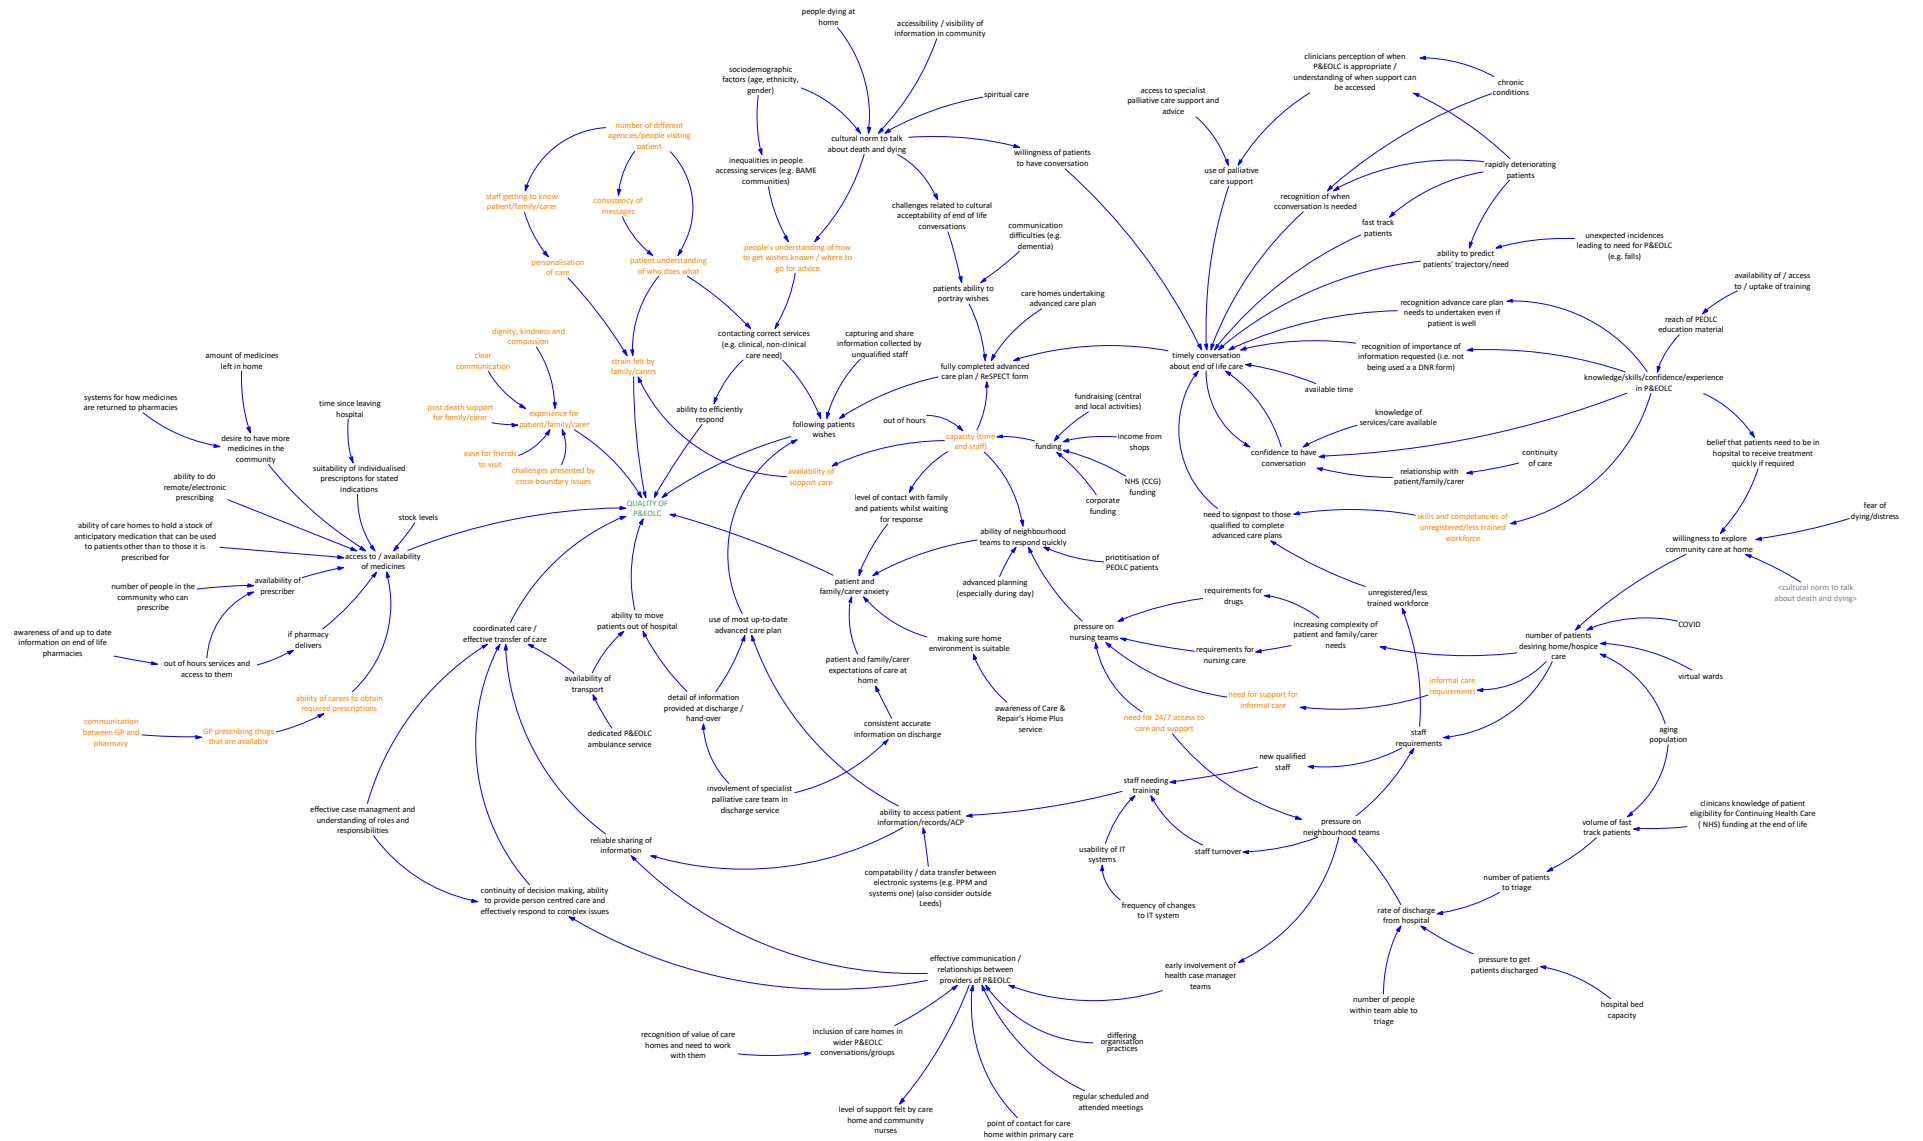 people dying at
home
accessibility / visibility of
information in community
sociodemographic
factors (age, ethnicity,
gender)
spiritual care
clinicians perception of when
P&EOLC is appropriate /
understanding of when support can
be accessed
chronic
conditions
access to specialist
palliative care support and
advice
number of different
agencies/people visiting
patient
cultural norm to talk
about death and dying
willingness of patients
to have conversation
inequalities in people
accessing services (e.g. BAME
communities)
use of palliative
care support
rapidly deteriorating
patients
staff getting to know
patient/family/carer
consistency of
messages
challenges related to cultural
acceptability of end of life
conversations
recognition of when
cconversation is needed
fast track
patients
communication
difficulties (e.g.
dementia)
unexpected incidences
leading to need for P&EOLC
(e.g. falls)
personalisation
of care
patient understanding
of who does what
people's understanding of how
to get wishes known / where to
go for advice
ability to predict
patients' trajectory/need
availability of / access
to / uptake of training
patients ability to
portray wishes
care homes undertaking
advanced care plan
recognition advance care plan
needs to undertaken even if
patient is well
reach of PEOLC
education material
dignity, kindness and
compassion
contacting correct services
(e.g. clinical, non-clinical
care need)
capturing and share
information collected by
unqualified staff
amount of medicines
left in home
clear
communication
strain felt by
family/carers
fully completed advanced
care plan / ReSPECT form
timely conversation
about end of life care
recognition of importance of
information requested (i.e. not
being used a a DNR form)
knowledge/skills/confidence/experience
in P&EOLC
available time
systems for how medicines
are returned to pharmacies
time since leaving
hospital
post death support
for family/carer
experience for
patient/family/carer
ability to efficiently
respond
following patients
wishes
out of hours
fundraising (central
and local activities)
knowledge of
services/care available
desire to have more
medicines in the
community
ease for friends
to visit
challenges presented by
cross boundary issues
capacity (time
and staff)
funding
income from
shops
confidence to have
conversation
belief that patients need to be in
hopsital to receive treatment
quickly if required
suitability of individualised
prescriptons for stated
indications
availability of
support care
NHS (CCG)
funding
corporate
funding
relationship with
patient/family/carer
continuity
of care
ability to do
remote/electronic
prescribing
QUALITY OF
P&EOLC
level of contact with family
and patients whilst waiting
for response
need to signpost to those
qualified to complete
advanced care plans
skills and competancies of
unregistered/less trained
workforce
fear of
dying/distress
stock levels
ability of care homes to hold a stock of
anticipatory medication that can be used
to patients other than to those it is
prescribed for
ability of neighbourhood
teams to respond quickly
priotitisation of
PEOLC patients
willingness to explore
community care at home
access to / availability
of medicines
number of people in the
community who can
prescribe
availability of
prescriber
patient and
family/carer anxiety
advanced planning
(especially during day)
requirements for
drugs
unregistered/less
trained workforce
<cultural norm to talk
about death and dying>
awareness of and up to date
information on end of life
pharmacies
if pharmacy
delivers
coordinated care /
effective transfer of care
ability to move
patients out of hospital
use of most up-to-date
advanced care plan
making sure home
environment is suitable
pressure on
nursing teams
increasing complexity of
patient and family/carer
needs
number of patients
desiring home/hospice
care
COVID
out of hours services and
access to them
availability of
transport
patient and family/carer
expectations of care at
home
requirements for
nursing care
virtual wards
ability of carers to obtain
required prescriptions
detail of information
provided at discharge /
hand-over
need for support for
informal care
informal care
requirements
awareness of Care &
Repair's Home Plus
service
communication
between GP and
pharmacy
GP prescribing drugs
that are available
dedicated P&EOLC
ambulance service
consistent accurate
information on discharge
need for 24/7 access to
care and support
staff
requirements
aging
population
new qualified
staff
effective case managment and
understanding of roles and
responsibilities
involvement of specialist
palliative care team in
discharge service
staff needing
training
ability to access patient
information/records/ACP
pressure on
neighbourhood teams
volume of fast
track patients
clinicians knowledge of patient
eligibility for Continuing Health Care
( NHS) funding at the end of life
reliable sharing of
information
usability of IT
systems
staff turnover
compatability / data transfer between
electronic systems (e.g. PPM and
systems one) (also consider outside
Leeds)
number of patients
to triage
continuity of decision making, ability
to provide person centred care and
effectively respond to complex issues
frequency of changes
to IT system
rate of discharge
from hospital
effective communication /
relationships between
providers of P&EOLC
early involvement of
health case manager
teams
pressure to get
patients discharged
number of people
within team able to
triage
hospital bed
capacity
recognition of value of care
homes and need to work
with them
inclusion of care homes in
wider P&EOLC
conversations/groups
differing
organisation
practices
level of support felt by care
home and community
nurses
point of contact for care
home within primary care
regular scheduled and
attended meetings